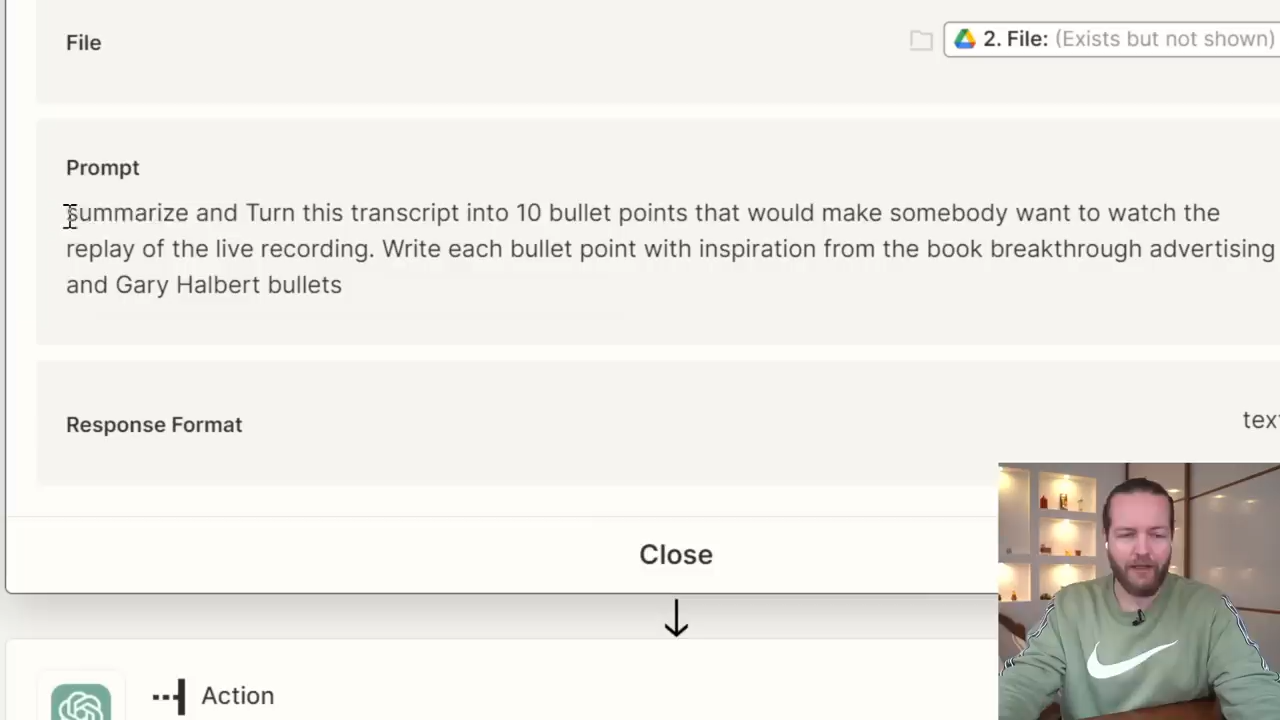 File
2. File: (Exists but not shown)
Prompt
summarize and Turn this transcript into 10 bullet points that would make somebody want to watch the
replay of the live recording. Write each bullet point with inspiration from the book breakthrough advertising
and Gary Halbert bullets
Response Format
Close
Action